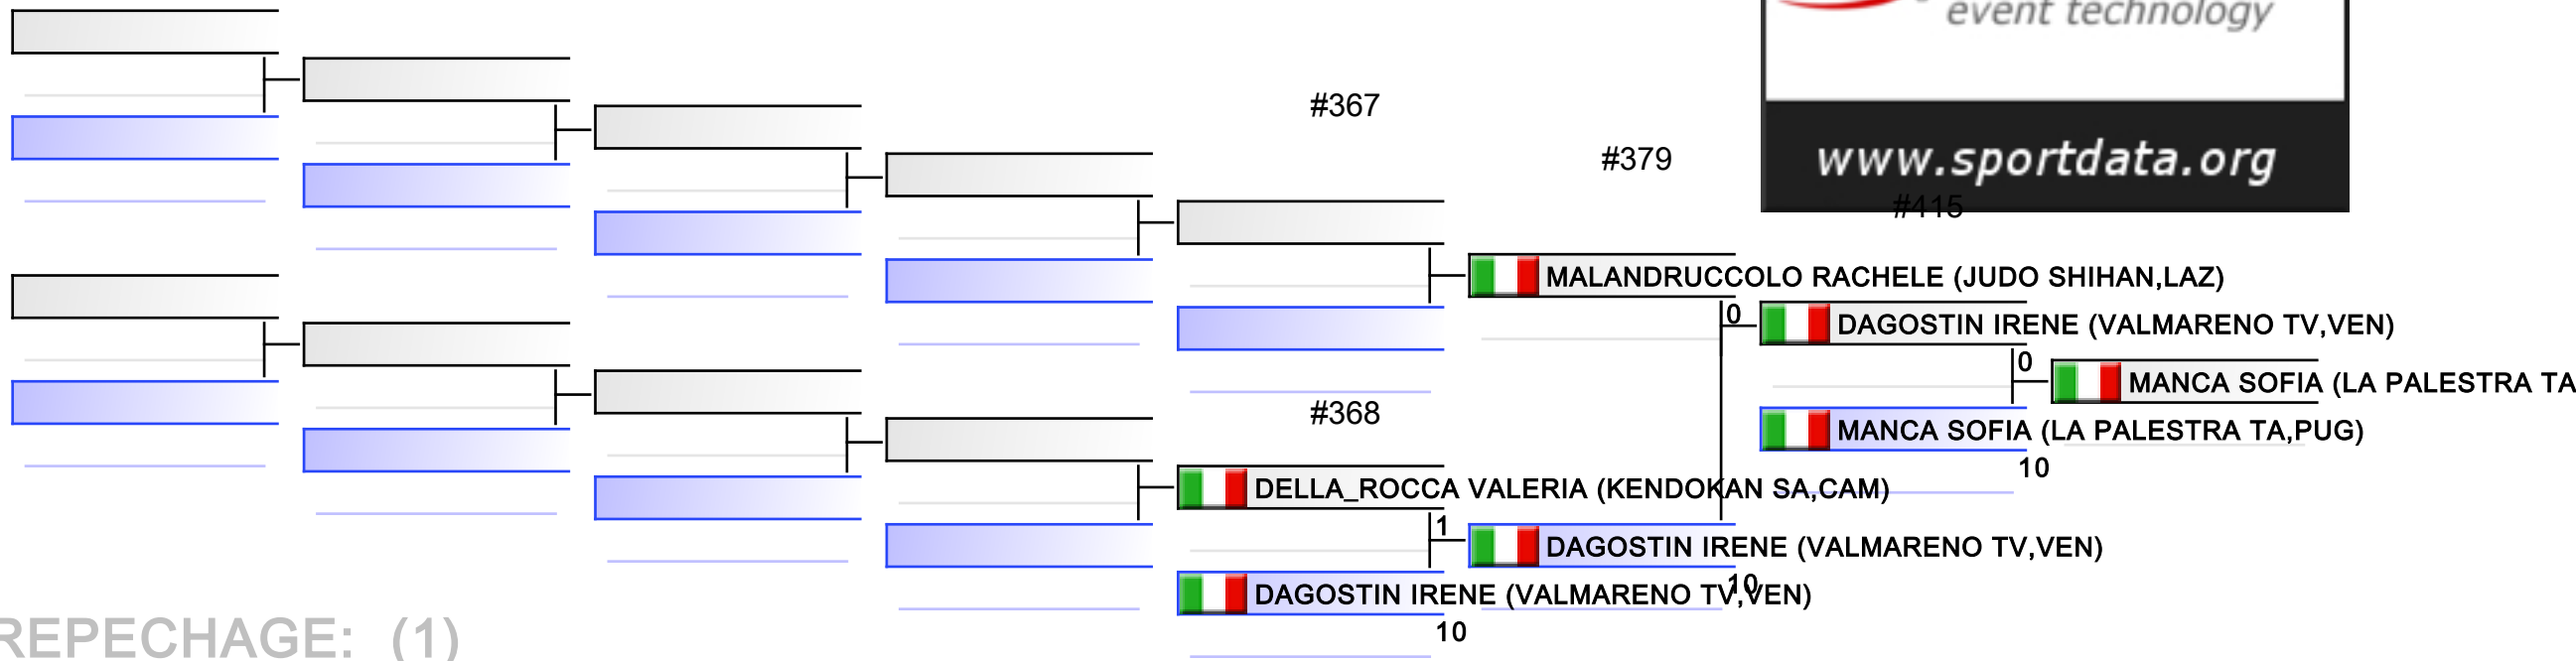 event technology
#367
#379
www.sportdata.org
#415
MALANDRUCCOLO RACHELE (JUDO SHIHAN,LAZ)
0
DAGOSTIN IRENE (VALMARENO TV,VEN)
0
MANCA SOFIA (LA PALESTRA TA
#368
MANCA SOFIA (LA PALESTRA TA,PUG)
10
DELLA_ROCCA VALERIA (KENDOKAN SA,CAM)
1
DAGOSTIN IRENE (VALMARENO TV,VEN)
10
DAGOSTIN IRENE (VALMARENO TV,VEN)
10
REPECHAGE: (1)